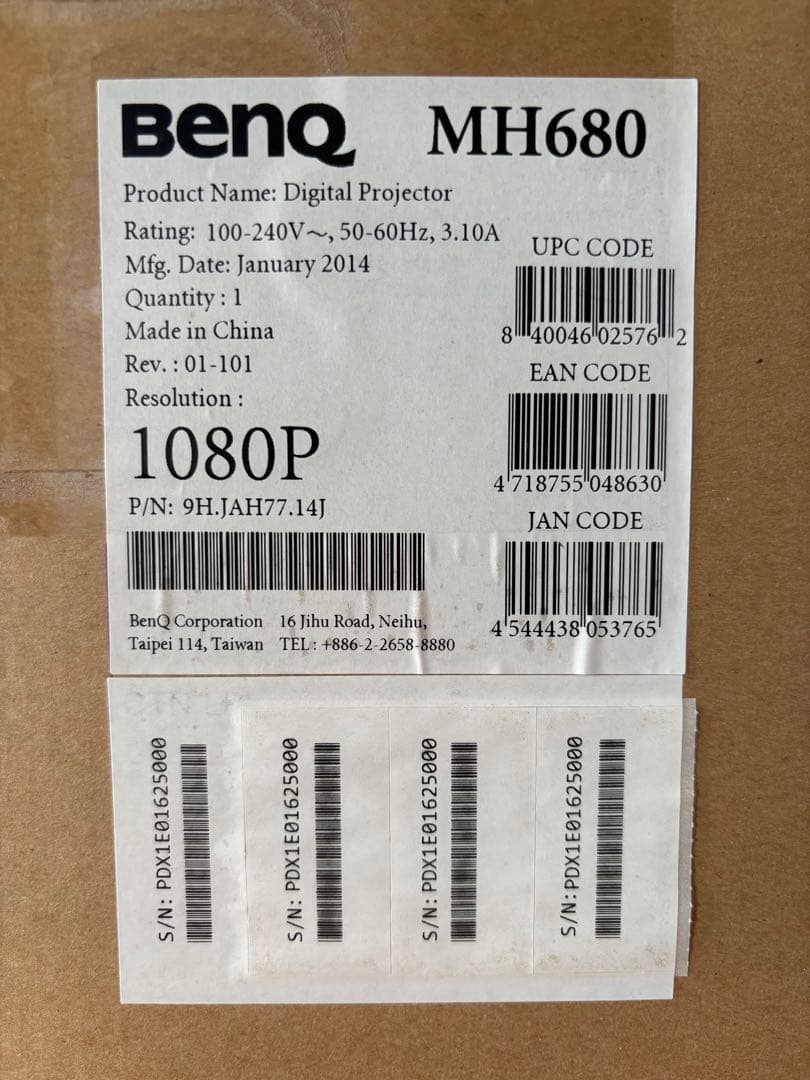 BenQ MH680
Product Name: Digital Projector
Rating: 100-240V～, 50-60Hz, 3.10A
Mfg. Date: January 2014
Quantity : 1
Made in China
Rev. : 01-101
Resolution :
1080P
P/N: 9H.JAH77.14J
UPC CODE
8 40046 02576 2
EAN CODE
4 718755 048630
JAN CODE
4 544438 053765
BenQ Corporation 16 Jihu Road, Neihu,
Taipei 114, Taiwan TEL : +886-2-2658-8880
S/N: PDX1E01625000
S/N: PDX1E01625000
S/N: PDX1E01625000
S/N: PDX1E01625000